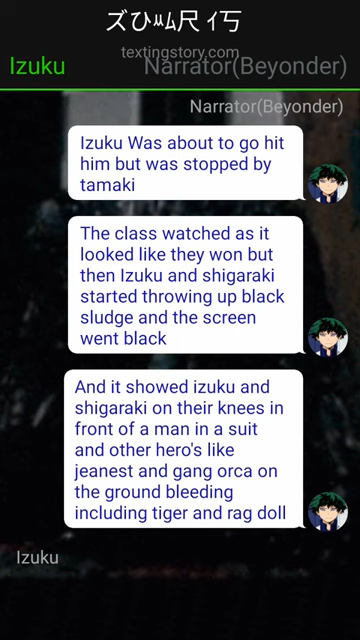 ズひﾶﾑ尺 ｲ丂
textingstory.com
Izuku
Narrator(Beyonder)
Narrator(Beyonder)
Izuku Was about to go hit
him but was stopped by
tamaki
The class watched as it
looked like they won but
then Izuku and shigaraki
started throwing up black
sludge and the screen
went black
And it showed izuku and
shigaraki on their knees in
front of a man in a suit
and other hero's like
jeanest and gang orca on
the ground bleeding
including tiger and rag doll
Izuku